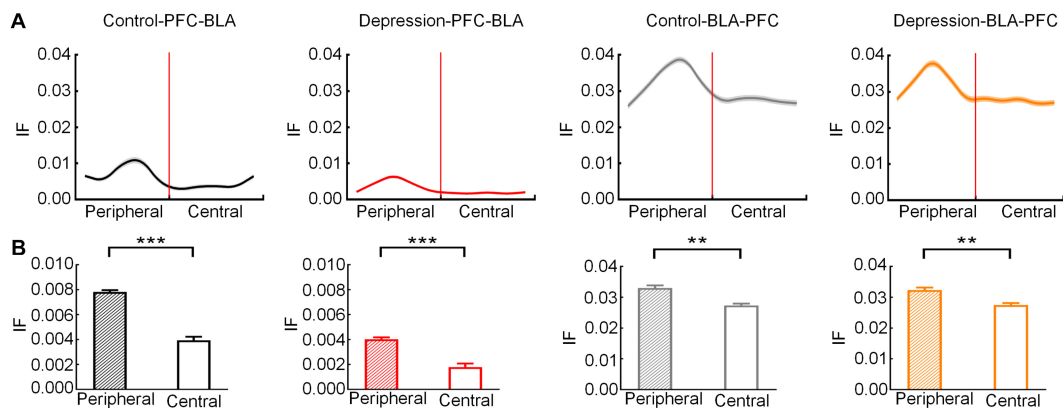 A
Control-PFC-BLA
Depression-PFC-BLA
Control-BLA-PFC
Depression-BLA-PFC
IF
0.04
0.03
0.02
0.01
0.00
Peripheral Central
IF
0.04
0.03
0.02
0.01
0.00
Peripheral Central
IF
0.04
0.03
0.02
0.01
0.00
Peripheral Central
IF
0.04
0.03
0.02
0.01
0.00
Peripheral Central
B
***
IF
0.010
0.008
0.006
0.004
0.002
0.000
Peripheral Central
***
IF
0.010
0.008
0.006
0.004
0.002
0.000
Peripheral Central
**
IF
0.04
0.03
0.02
0.01
0.00
Peripheral Central
**
IF
0.04
0.03
0.02
0.01
0.00
Peripheral Central